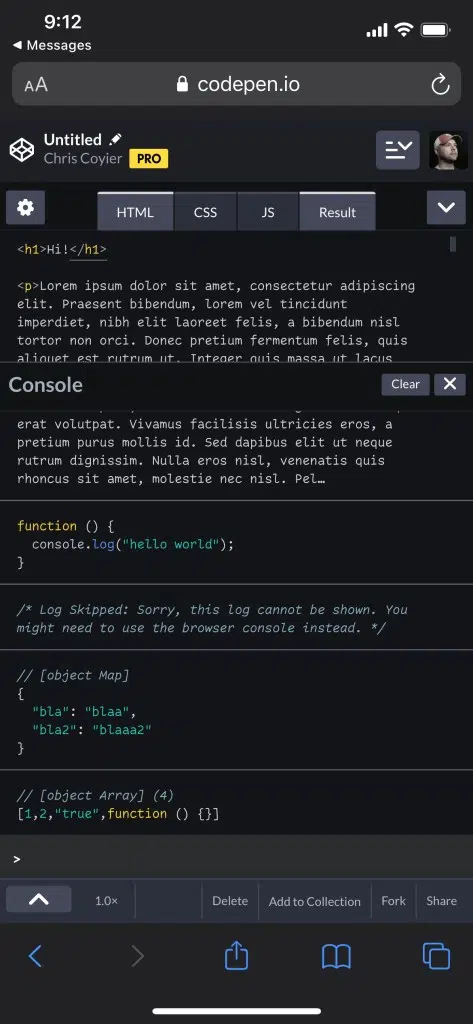 9:12
◀ Messages
AA codepen.io
Untitled
Chris Coyier PRO
HTML CSS JS Result
<h1>Hi!</h1>
<p>Lorem ipsum dolor sit amet, consectetur adipiscing
elit. Praesent bibendum, lorem vel tincidunt
imperdiet, nibh elit laoreet felis, a bibendum nisl
tortor non orci. Donec pretium fermentum felis, quis
aliquet est rutrum ut. Integer quis massa ut lacus
Console Clear ✕
erat volutpat. Vivamus facilisis ultricies eros, a
pretium purus mollis id. Sed dapibus elit ut neque
rutrum dignissim. Nulla eros nisl, venenatis quis
rhoncus sit amet, molestie nec nisl. Pel…
function () {
  console.log("hello world");
}
/* Log Skipped: Sorry, this log cannot be shown. You
might need to use the browser console instead. */
// [object Map]
{
  "bla": "blaa",
  "bla2": "blaaa2"
}
// [object Array] (4)
[1,2,"true",function () {}]
>
1.0× Delete Add to Collection Fork Share